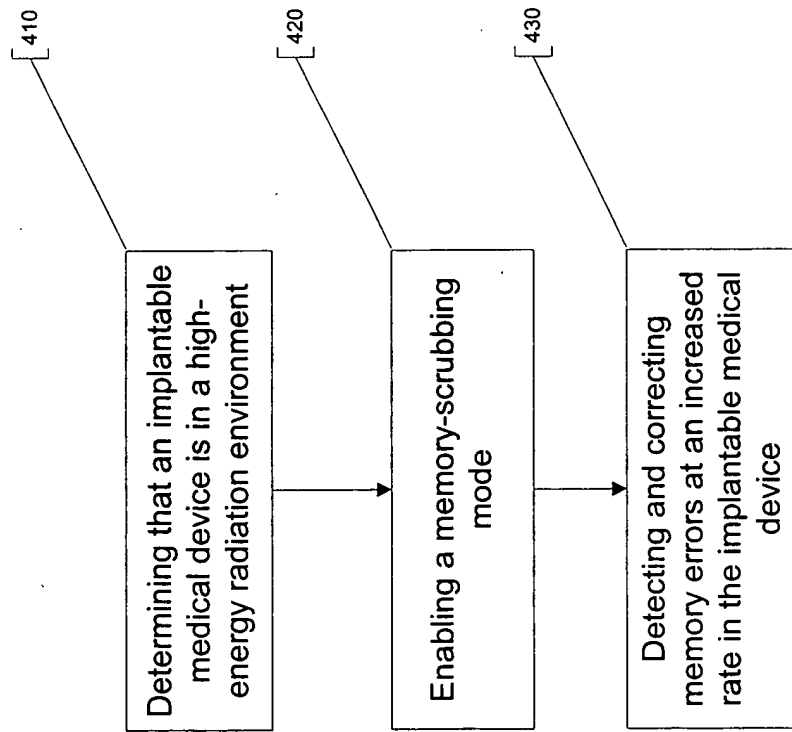 410
Determining that an implantable
medical device is in a high-
energy radiation environment
420
Enabling a memory-scrubbing
mode
430
Detecting and correcting
memory errors at an increased
rate in the implantable medical
device